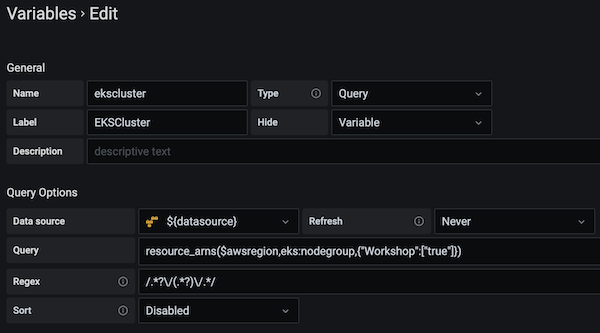 Variables › Edit
General
Name ekscluster Type Query
Label EKSCluster Hide Variable
Description descriptive text
Query Options
Data source ${datasource} Refresh Never
Query resource_arns($awsregion,eks:nodegroup,{"Workshop":["true"]})
Regex /.*?\/(.*?)\/.*/
Sort Disabled